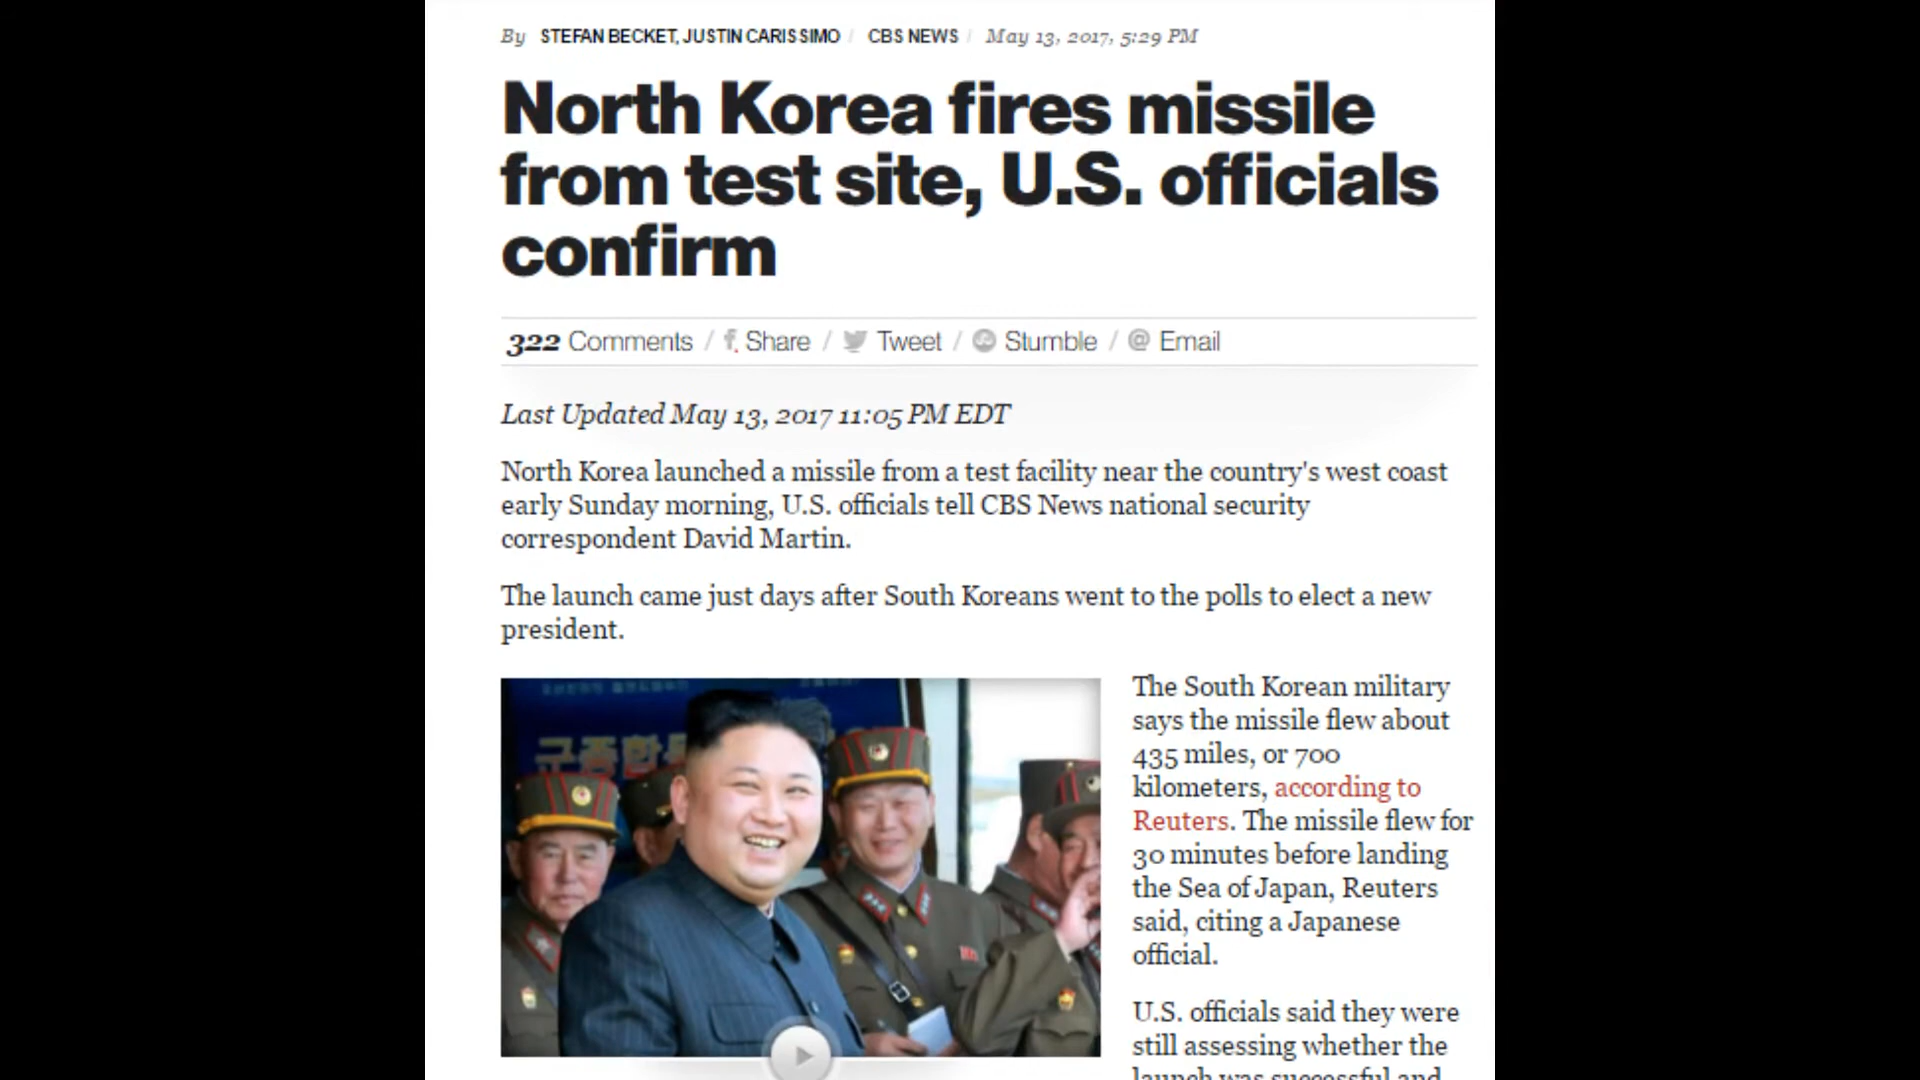 By STEFAN BECKET, JUSTIN CARISSIMO / CBS NEWS / May 13, 2017, 5:29 PM
North Korea fires missile
from test site, U.S. officials
confirm
322 Comments / f Share / Tweet / Stumble / @ Email
Last Updated May 13, 2017 11:05 PM EDT
North Korea launched a missile from a test facility near the country's west coast
early Sunday morning, U.S. officials tell CBS News national security
correspondent David Martin.
The launch came just days after South Koreans went to the polls to elect a new
president.
The South Korean military
says the missile flew about
435 miles, or 700
kilometers, according to
Reuters. The missile flew for
30 minutes before landing
the Sea of Japan, Reuters
said, citing a Japanese
official.
U.S. officials said they were
still assessing whether the
launch was successful and